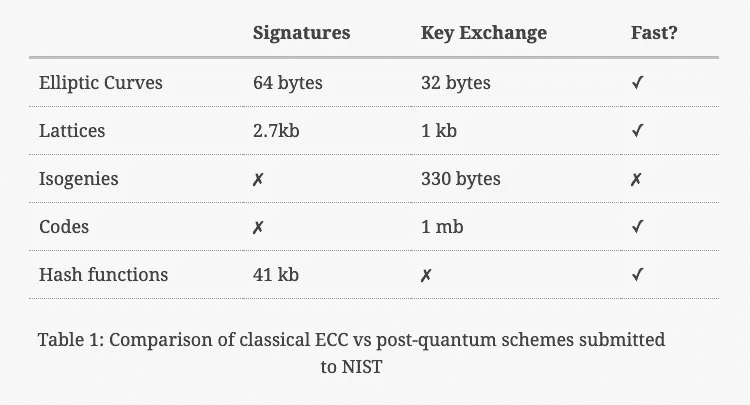 Signatures Key Exchange Fast?
Elliptic Curves 64 bytes 32 bytes ✓
Lattices 2.7kb 1 kb ✓
Isogenies ✗ 330 bytes ✗
Codes ✗ 1 mb ✓
Hash functions 41 kb ✗ ✓
Table 1: Comparison of classical ECC vs post-quantum schemes submitted
to NIST